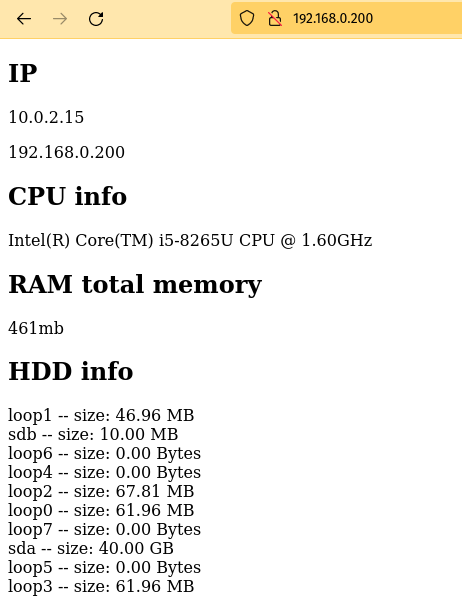 192.168.0.200
IP
10.0.2.15
192.168.0.200
CPU info
Intel(R) Core(TM) i5-8265U CPU @ 1.60GHz
RAM total memory
461mb
HDD info
loop1 -- size: 46.96 MB
sdb -- size: 10.00 MB
loop6 -- size: 0.00 Bytes
loop4 -- size: 0.00 Bytes
loop2 -- size: 67.81 MB
loop0 -- size: 61.96 MB
loop7 -- size: 0.00 Bytes
sda -- size: 40.00 GB
loop5 -- size: 0.00 Bytes
loop3 -- size: 61.96 MB